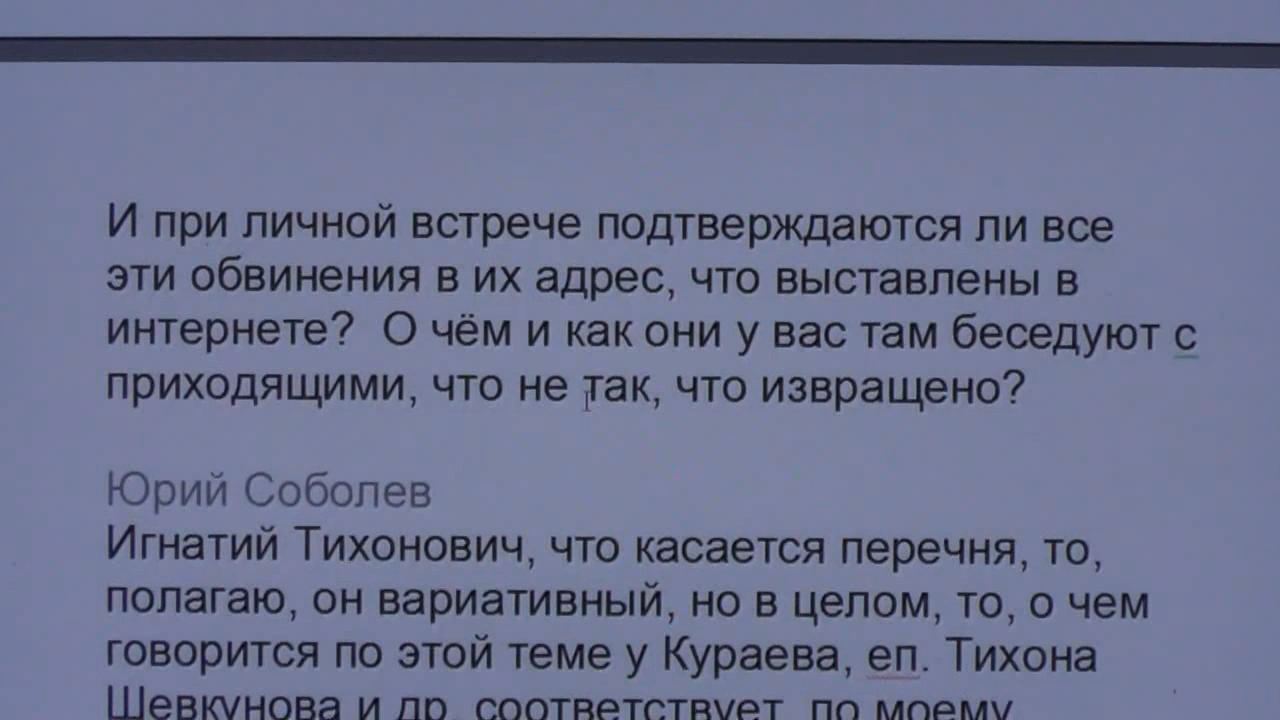 И при личной встрече подтверждаются ли все
эти обвинения в их адрес, что выставлены в
интернете? О чём и как они у вас там беседуют с
приходящими, что не так, что извращено?
Юрий Соболев
Игнатий Тихонович, что касается перечня, то,
полагаю, он вариативный, но в целом, то, о чем
говорится по этой теме у Кураева, еп. Тихона
Шевкунова и др. соответствует, по моему